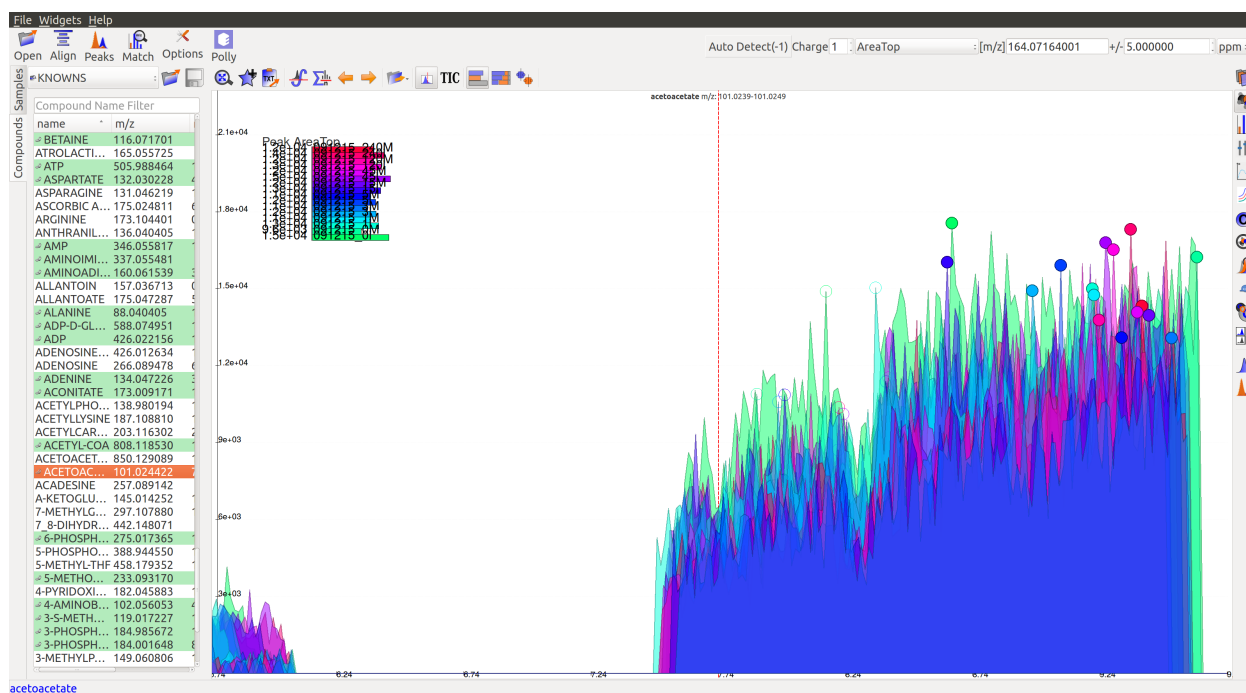 File Widgets Help
Open Align Peaks Match Options Polly
Auto Detect(-1) Charge 1 AreaTop [m/z] 164.07164001 +/- 5.000000 ppm
Samples
Compounds
KNOWNS
TIC
Compound Name Filter
name m/z
BETAINE 116.071701
ATROLACTI... 165.055725
ATP 505.988464
ASPARTATE 132.030228
ASPARAGINE 131.046219
ASCORBIC A... 175.024811
ARGININE 173.104401
ANTHRANIL... 136.040405
AMP 346.055817
AMINOIMI... 337.055481
AMINOADI... 160.061539
ALLANTOIN 157.036713
ALLANTOATE 175.047287
ALANINE 88.040405
ADP-D-GL... 588.074951
ADP 426.022156
ADENOSINE... 426.012634
ADENOSINE 266.089478
ADENINE 134.047226
ACONITATE 173.009171
ACETYLPHO... 138.980194
ACETYLLYSINE 187.108810
ACETYLCAR... 203.116302
ACETYL-COA 808.118530
ACETOACET... 850.129089
ACETOAC... 101.024422
ACADESINE 257.089142
A-KETOGLU... 145.014252
7-METHYLG... 297.107880
7_8-DIHYDR... 442.148071
6-PHOSPH... 275.017365
5-PHOSPHO... 388.944550
5-METHYL-THF 458.179352
5-METHO... 233.093170
4-PYRIDOXI... 182.045883
4-AMINOB... 102.056053
3-S-METH... 119.017227
3-PHOSPH... 184.985672
3-PHOSPH... 184.001648
3-METHYLP... 149.060806
acetoacetate m/z: 101.0239-101.0249
Peak AreaTop
1.5e+04 091215_0I
2.1e+04
1.8e+04
1.5e+04
1.2e+04
9e+03
6e+03
3e+03
6.24 6.74 7.24 7.74 8.24 8.74 9.24
acetoacetate